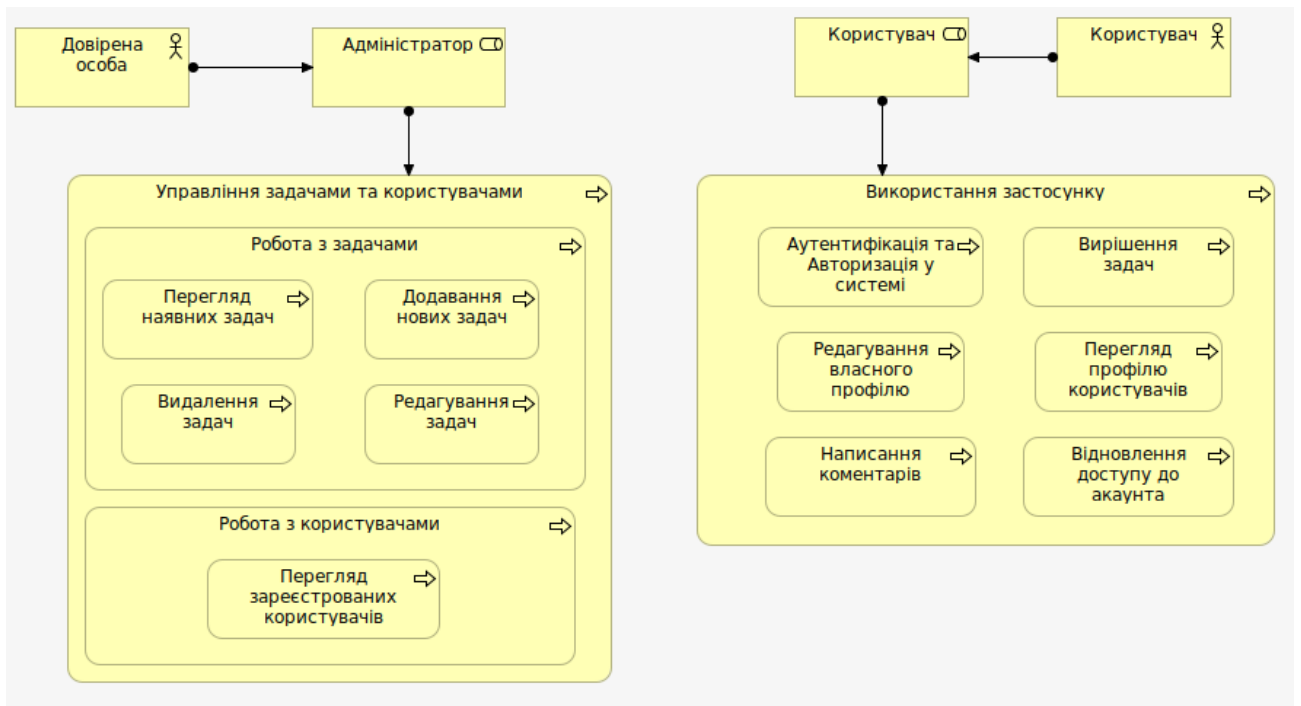 Довірена
особа
Адміністратор
Користувач
Користувач
Управління задачами та користувачами
Робота з задачами
Перегляд
наявних задач
Додавання
нових задач
Видалення
задач
Редагування
задач
Робота з користувачами
Перегляд
зареєстрованих
користувачів
Використання застосунку
Аутентифікація та
Авторизація у
системі
Вирішення
задач
Редагування
власного
профілю
Перегляд
профілю
користувачів
Написання
коментарів
Відновлення
доступу до
акаунта